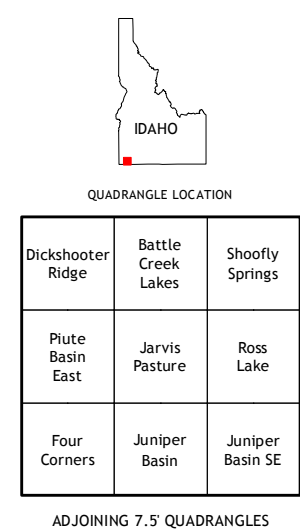 IDAHO
QUADRANGLE LOCATION
Dickshooter
Ridge
Battle
Creek
Lakes
Shoofly
Springs
Piute
Basin
East
Jarvis
Pasture
Ross
Lake
Four
Corners
Juniper
Basin
Juniper
Basin SE
ADJOINING 7.5' QUADRANGLES